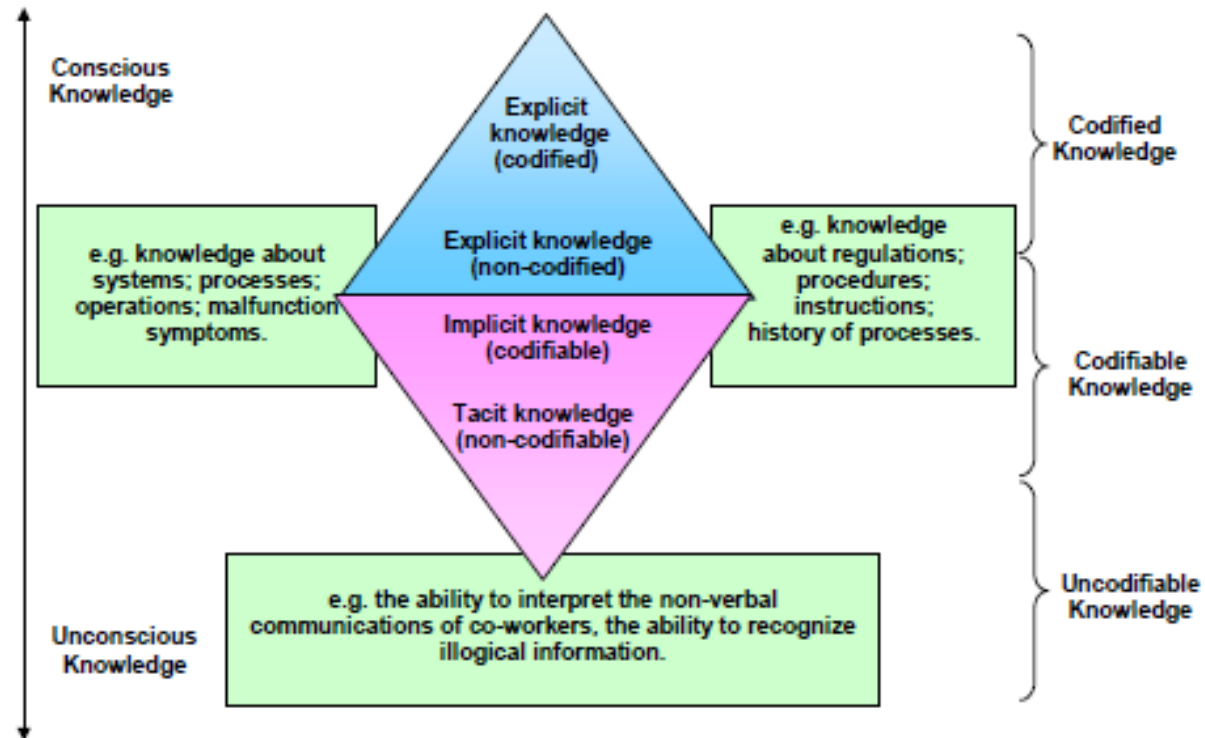 Conscious
Knowledge
Explicit
knowledge
(codified)
Codified
Knowledge
e.g. knowledge about
systems; processes;
operations; malfunction
symptoms.
Explicit knowledge
(non-codified)
Implicit knowledge
(codifiable)
Tacit knowledge
(non-codifiable)
e.g. knowledge
about regulations;
procedures;
instructions;
history of processes.
Codifiable
Knowledge
e.g. the ability to interpret the non-verbal
communications of co-workers, the ability to recognize
illogical information.
Unconscious
Knowledge
Uncodifiable
Knowledge